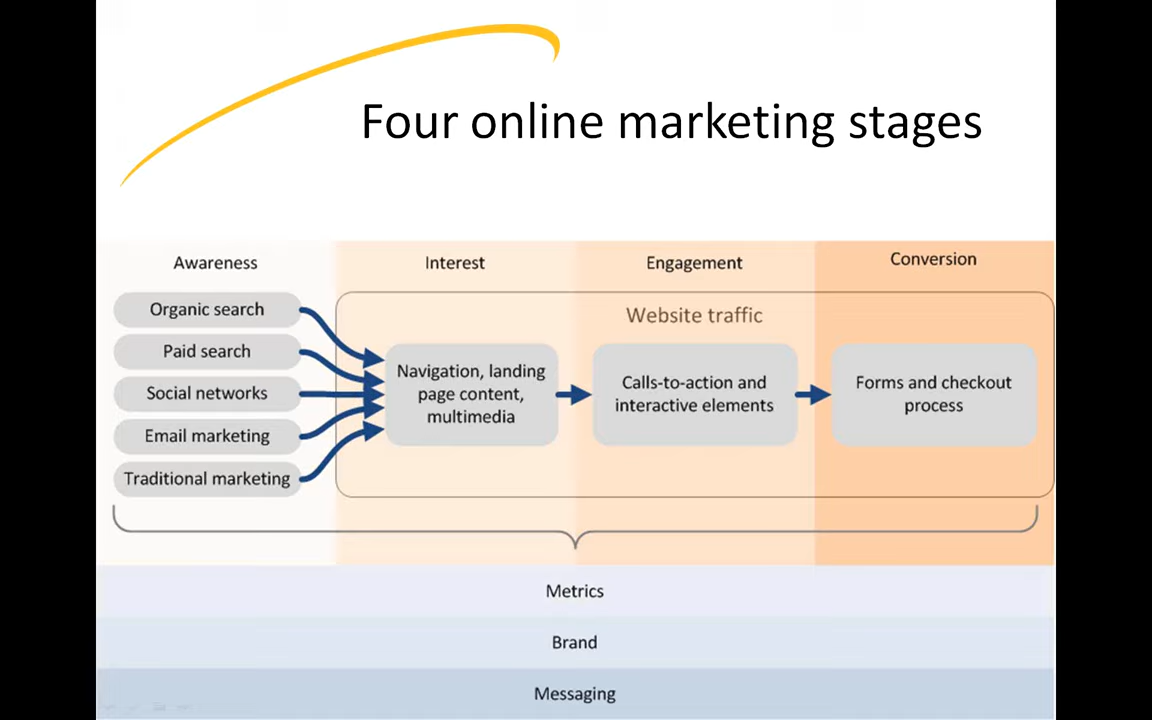 Four online marketing stages
Awareness
Interest
Engagement
Conversion
Website traffic
Organic search
Paid search
Social networks
Email marketing
Traditional marketing
Navigation, landing
page content,
multimedia
Calls-to-action and
interactive elements
Forms and checkout
process
Metrics
Brand
Messaging